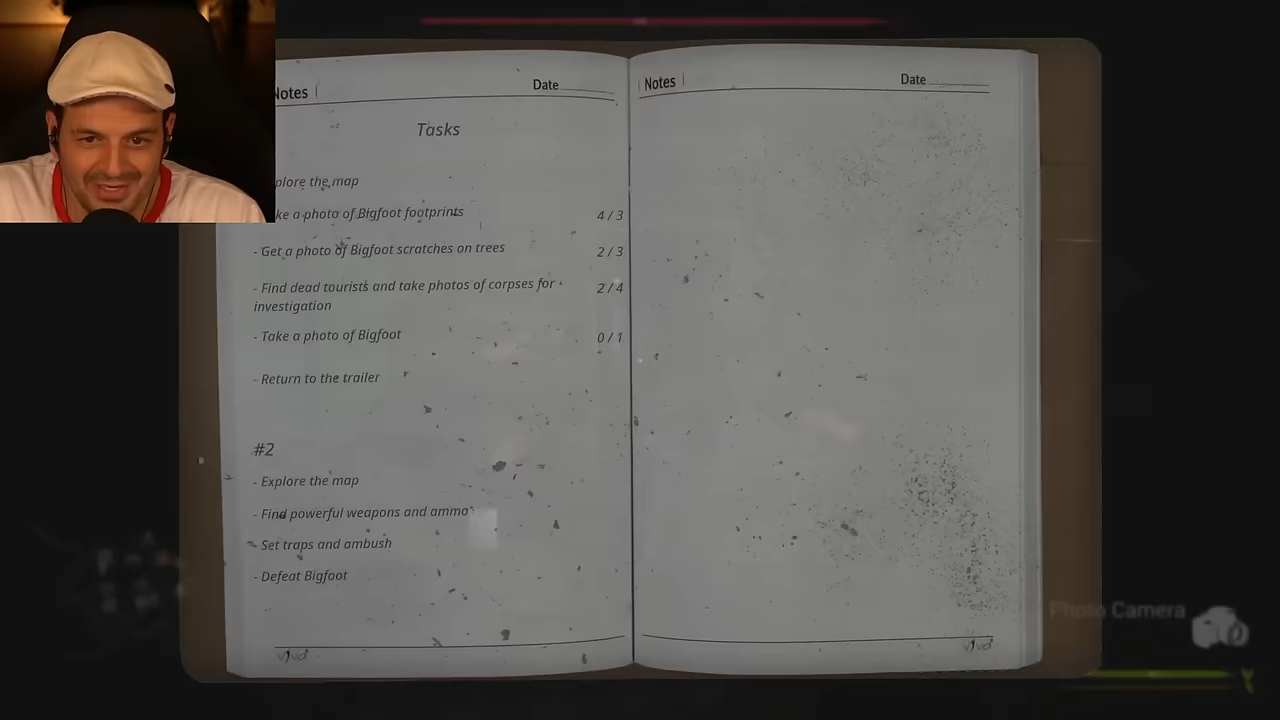 Notes
Date
Notes
Date
Tasks
plore the map
ke a photo of Bigfoot footprints 4 / 3
- Get a photo of Bigfoot scratches on trees 2 / 3
- Find dead tourists and take photos of corpses for 2 / 4
investigation
- Take a photo of Bigfoot 0 / 1
- Return to the trailer
#2
- Explore the map
- Find powerful weapons and ammo
- Set traps and ambush
- Defeat Bigfoot
Photo Camera